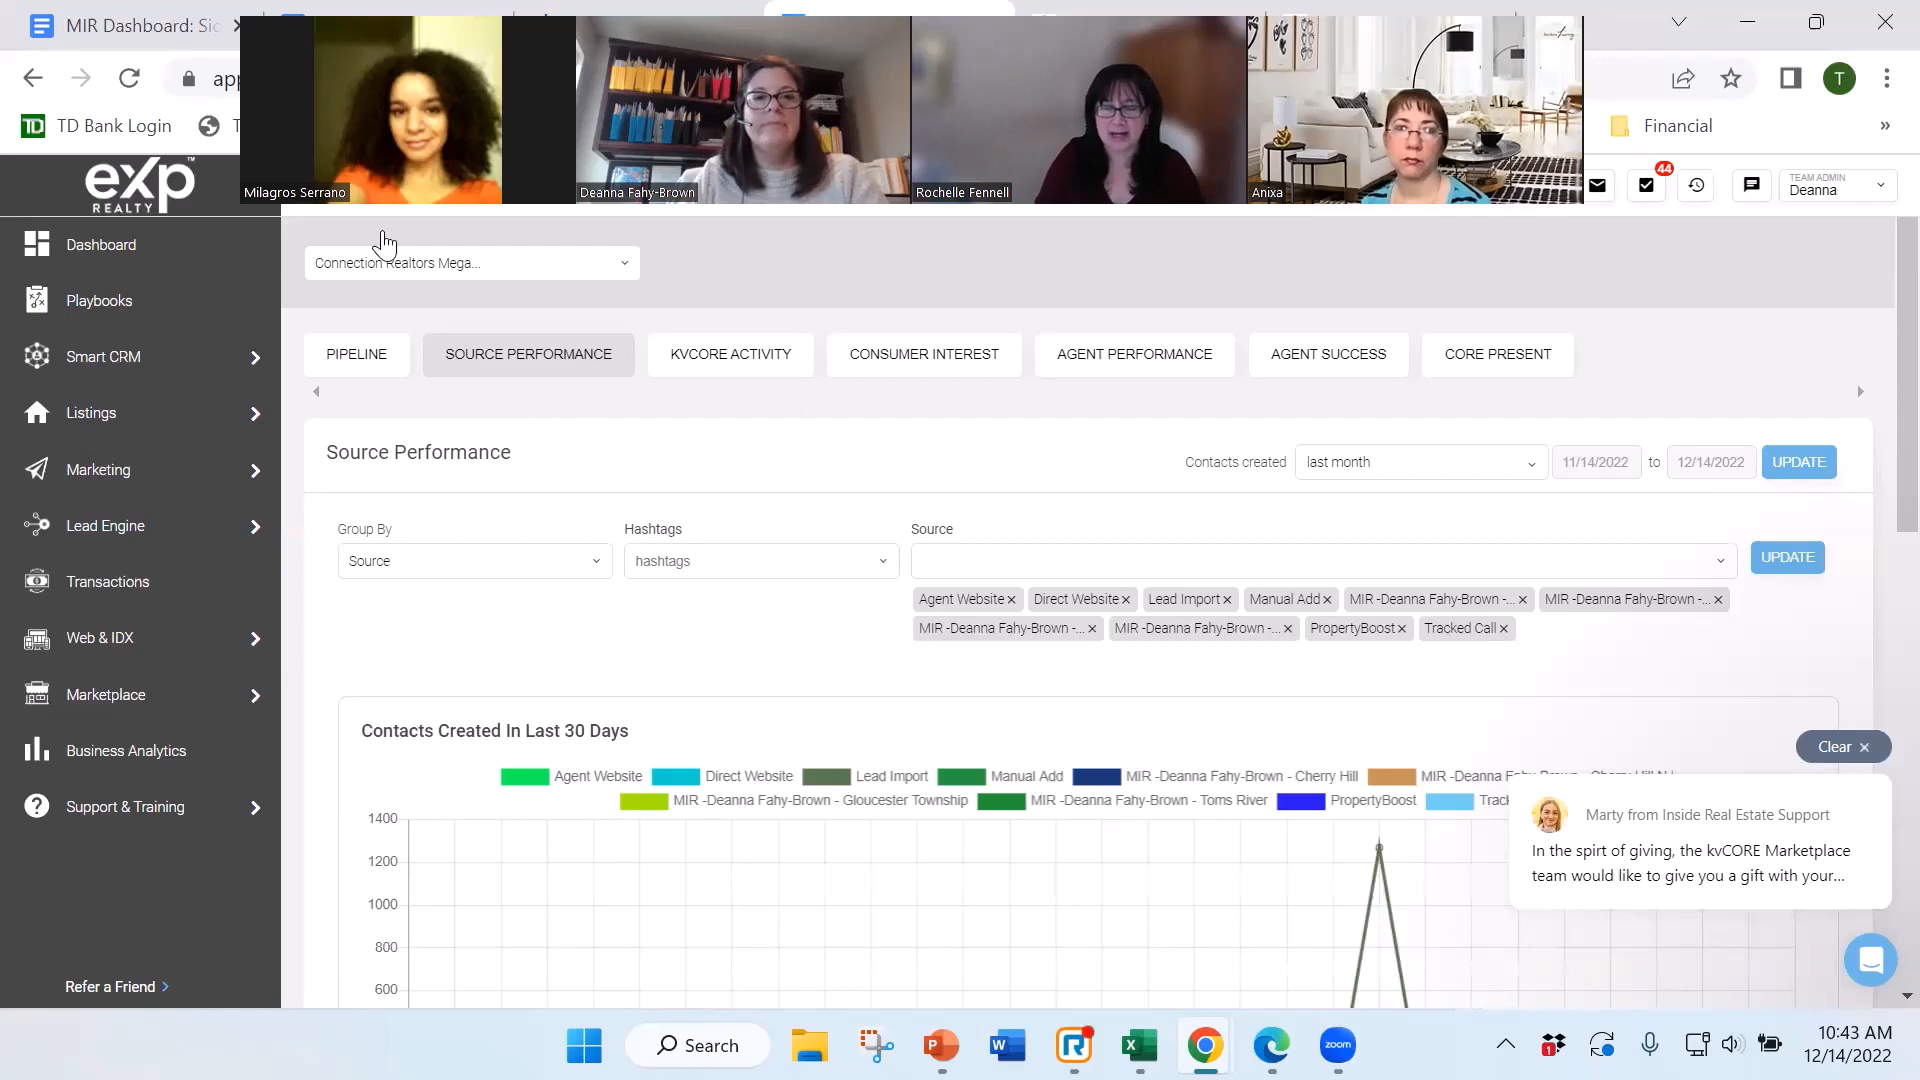 MIR Dashboard: Sig
app
TD TD Bank Login T
Financial
Milagros Serrano
Deanna Fahy-Brown
Rochelle Fennell
Anixa
T
»
exp
REALTY
44
TEAM ADMIN
Deanna
Dashboard
Playbooks
Smart CRM
Listings
Marketing
Lead Engine
Transactions
Web & IDX
Marketplace
Business Analytics
Support & Training
Refer a Friend >
Connection Realtors Mega...
PIPELINE SOURCE PERFORMANCE KVCORE ACTIVITY CONSUMER INTEREST AGENT PERFORMANCE AGENT SUCCESS CORE PRESENT
Source Performance
Contacts created last month 11/14/2022 to 12/14/2022 UPDATE
Group By Hashtags Source
Source hashtags UPDATE
Agent Website× Direct Website× Lead Import× Manual Add× MIR -Deanna Fahy-Brown -...× MIR -Deanna Fahy-Brown -...×
MIR -Deanna Fahy-Brown -...× MIR -Deanna Fahy-Brown -...× PropertyBoost× Tracked Call×
Contacts Created In Last 30 Days
Agent Website Direct Website Lead Import Manual Add MIR -Deanna Fahy-Brown - Cherry Hill MIR -Deanna
MIR -Deanna Fahy-Brown - Gloucester Township MIR -Deanna Fahy-Brown - Toms River PropertyBoost Track
1400
1200
1000
800
600
Clear ×
Marty from Inside Real Estate Support
In the spirt of giving, the kvCORE Marketplace
team would like to give you a gift with your...
Search
P
W
R
X
zoom
1
10:43 AM
12/14/2022